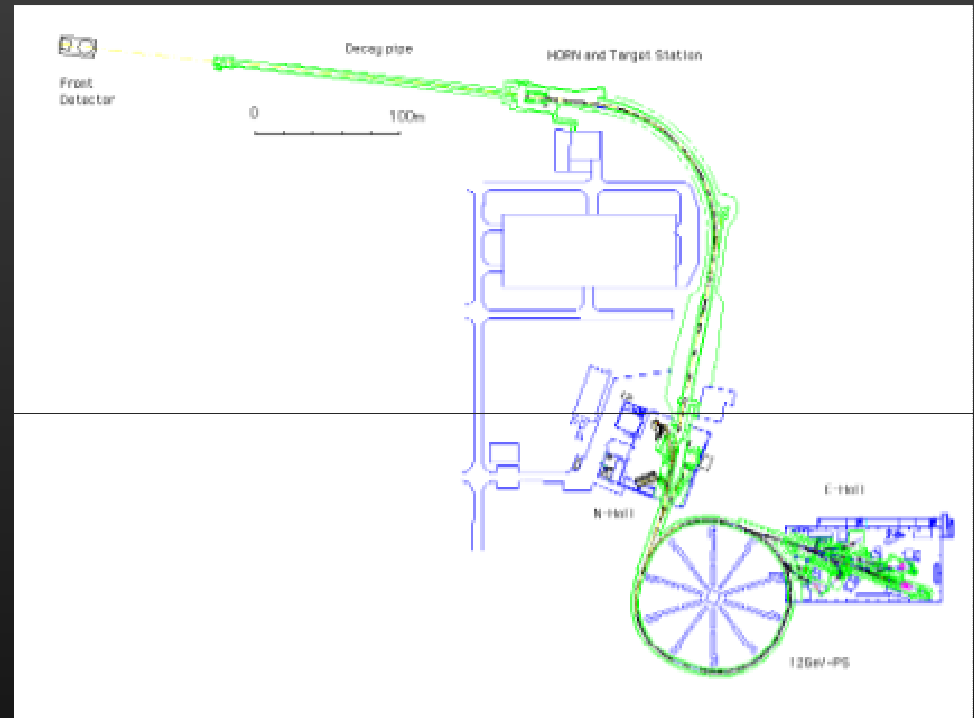 Decay pipe
HORN and Target Station
Front
Detector
0 100m
E-Hall
N-Hall
12GeV-PS